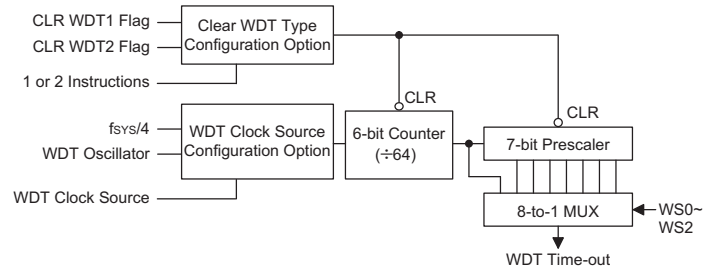 CLR WDT1 Flag
CLR WDT2 Flag
1 or 2 Instructions
Clear WDT Type
Configuration Option
CLR
CLR
fSYS/4
WDT Oscillator
WDT Clock Source
WDT Clock Source
Configuration Option
6-bit Counter
(÷64)
7-bit Prescaler
8-to-1 MUX
WS0~
WS2
WDT Time-out